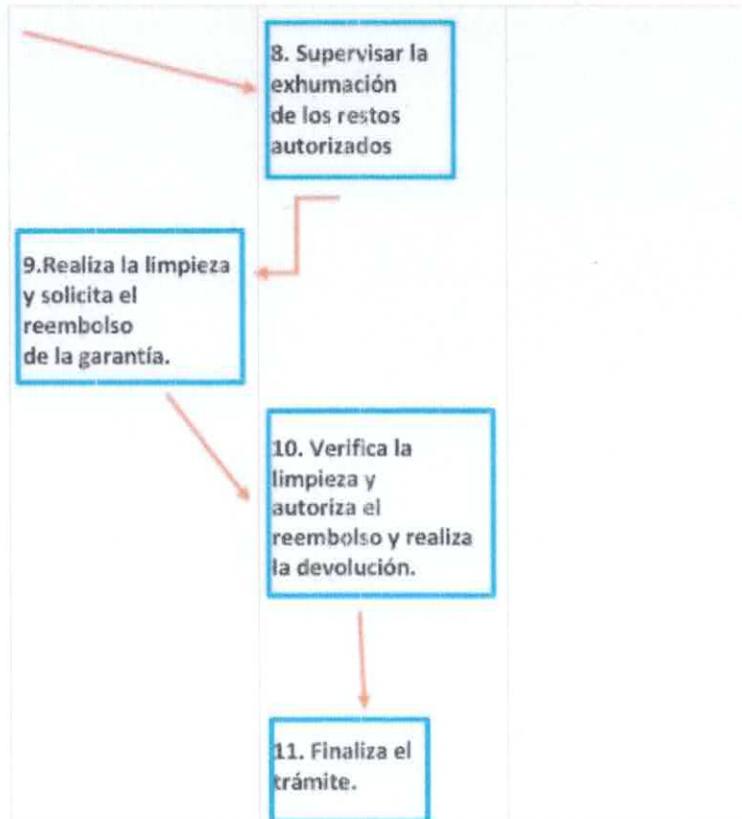 8. Supervisar la
exhumación
de los restos
autorizados
9.Realiza la limpieza
y solicita el
reembolso
de la garantía.
10. Verifica la
limpieza y
autoriza el
reembolso y realiza
la devolución.
11. Finaliza el
trámite.